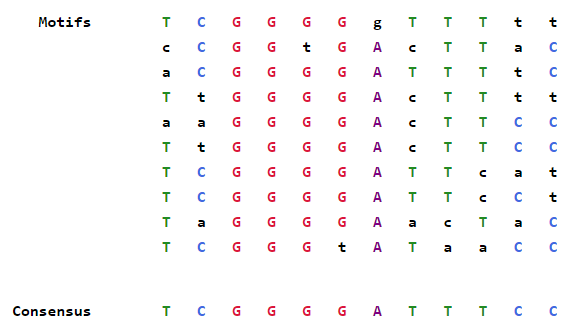 Motifs T C G G G G g T T T t t
c C G G t G A c T T a C
a C G G G G A T T T t C
T t G G G G A c T T t t
a a G G G G A c T T C C
T t G G G G A c T T C C
T C G G G G A T T c a t
T C G G G G A T T c C t
T a G G G G A a c T a C
T C G G G t A T a a C C
Consensus T C G G G G A T T T C C